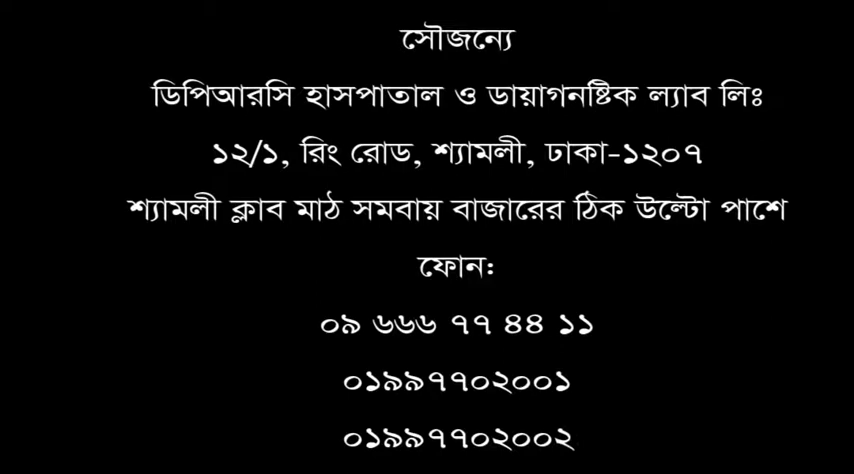 সৌজন্যে
ডিপিআরসি হাসপাতাল ও ডায়াগনষ্টিক ল্যাব লিঃ
১২/১, রিং রোড, শ্যামলী, ঢাকা-১২০৭
শ্যামলী ক্লাব মাঠ সমবায় বাজারের ঠিক উল্টো পাশে
ফোন:
০৯ ৬৬৬ ৭৭ ৪৪ ১১
০১৯৯৭৭০২০০১
০১৯৯৭৭০২০০২